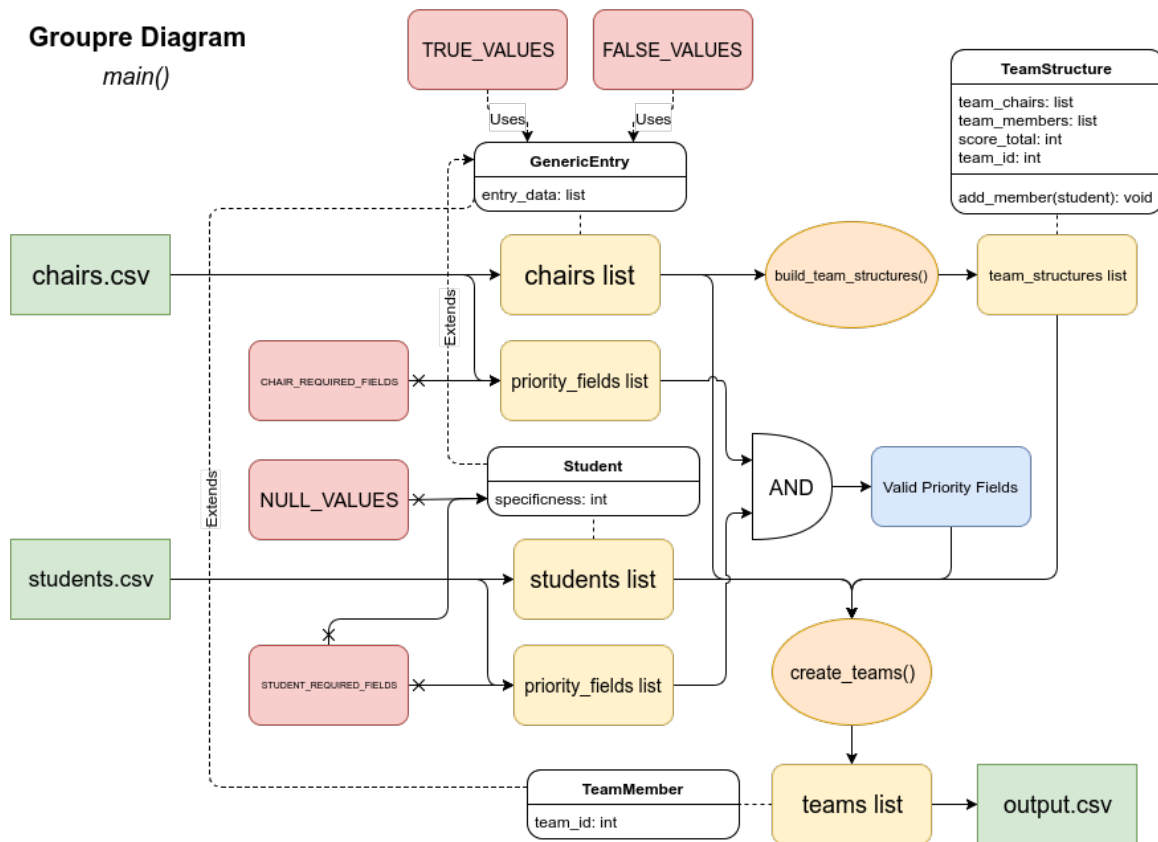 Groupre Diagram
main()
TRUE_VALUES
FALSE_VALUES
Uses
Uses
TeamStructure
team_chairs: list
team_members: list
score_total: int
team_id: int
add_member(student): void
GenericEntry
entry_data: list
chairs.csv
chairs list
build_team_structures()
team_structures list
Extends
CHAIR_REQUIRED_FIELDS
priority_fields list
Student
specificness: int
NULL_VALUES
Extends
AND
Valid Priority Fields
students.csv
students list
STUDENT_REQUIRED_FIELDS
priority_fields list
create_teams()
TeamMember
team_id: int
teams list
output.csv